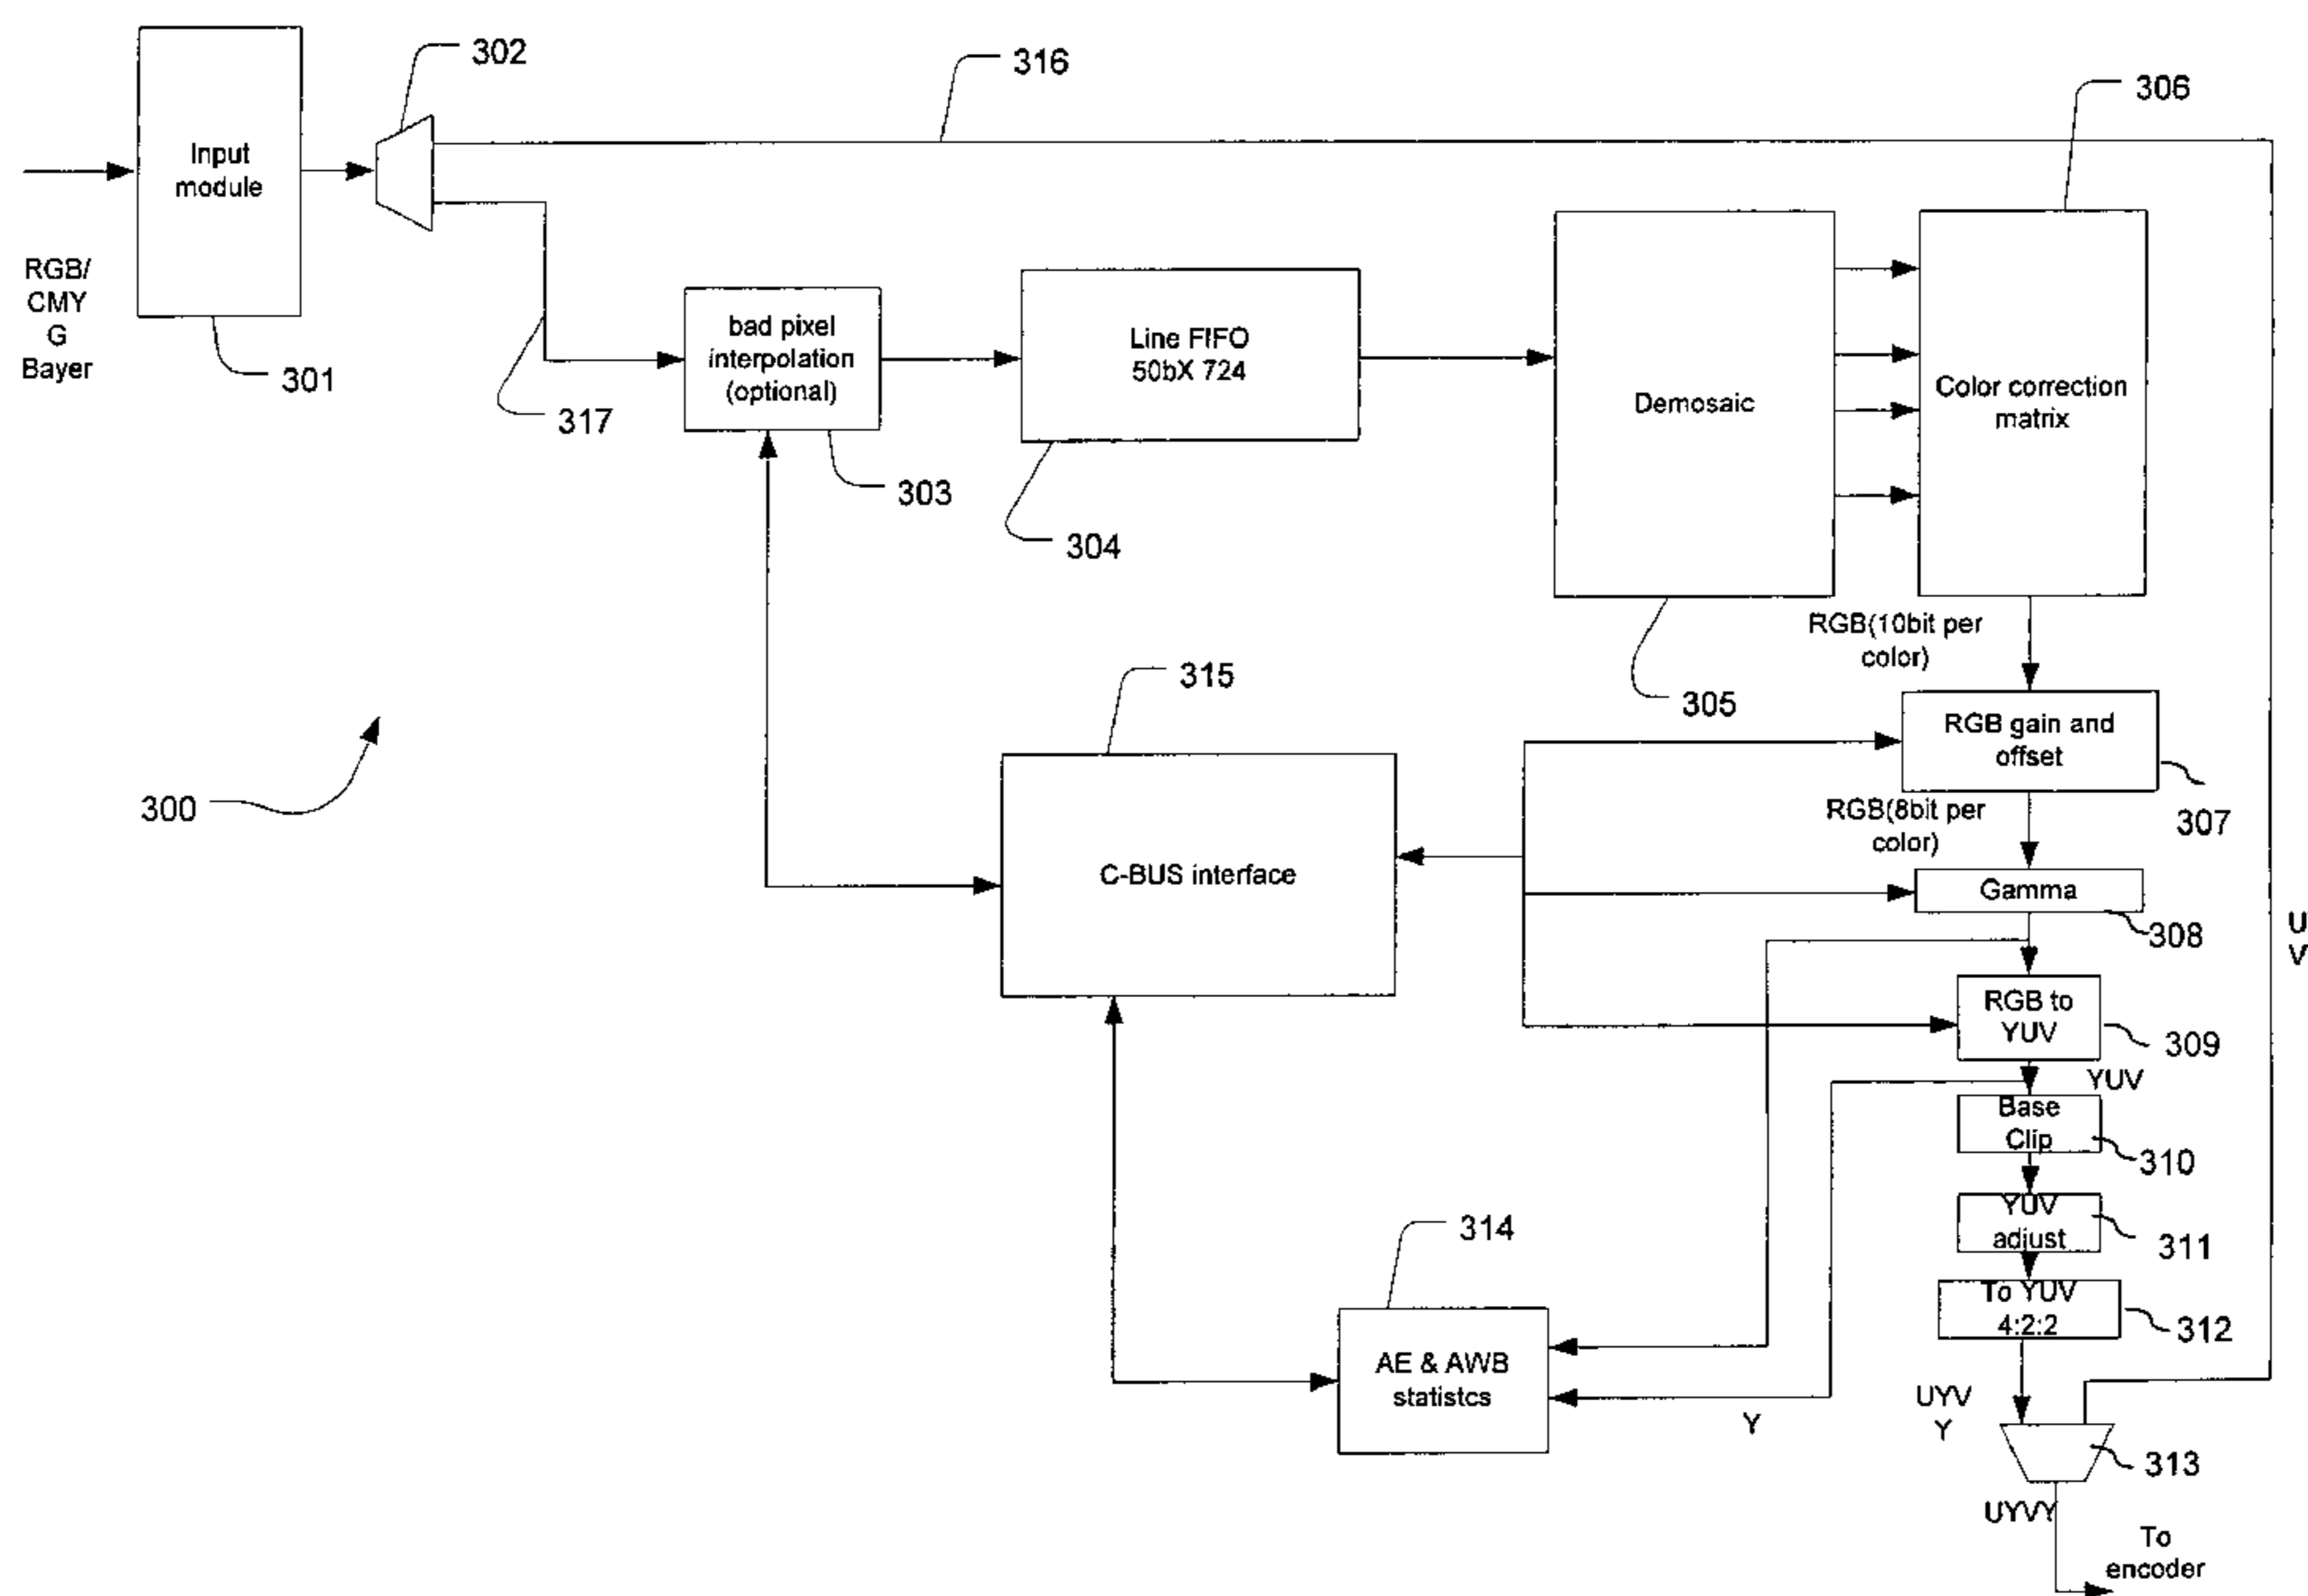 302
316
306
Input
module
RGB/
CMY
G
Bayer
301
317
bad pixel
interpolation
(optional)
303
Line FIFO
50bX 724
304
Demosaic
305
Color correction
matrix
RGB(10bit per
color)
315
RGB gain and
offset
307
300
RGB(8bit per
color)
C-BUS interface
Gamma
308
U
V
RGB to
YUV
309
YUV
Base
Clip
310
YUV
adjust
311
314
To YUV
4:2:2
312
AE & AWB
statistcs
Y
UYV
Y
313
UYVY
To
encoder